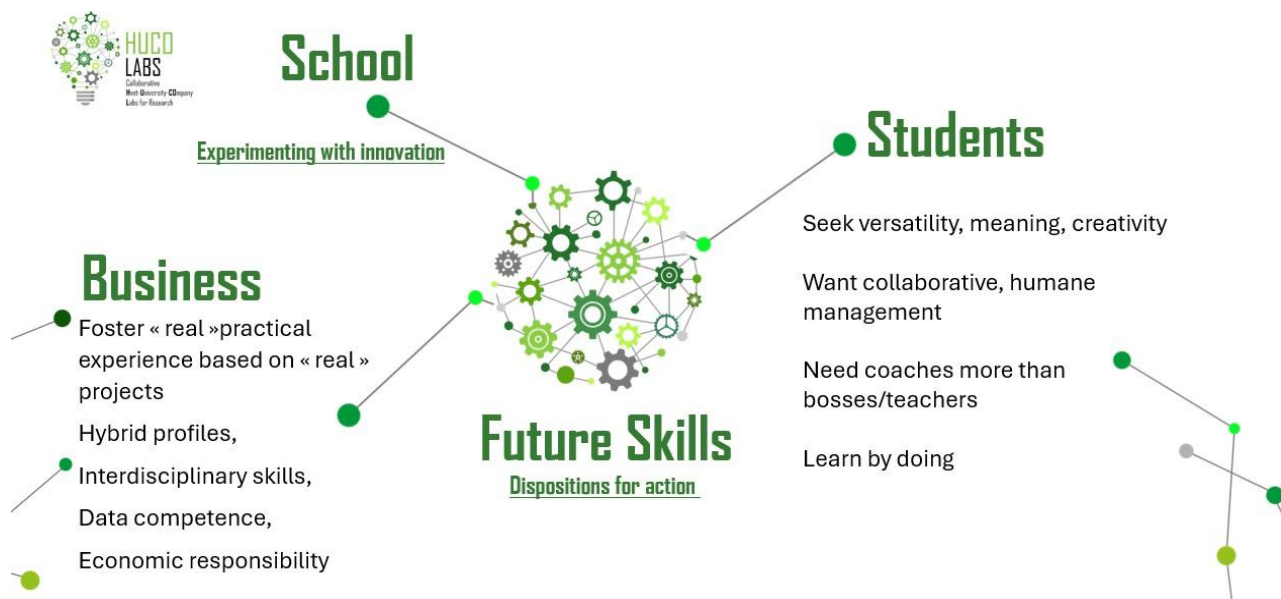 HUCO
LABS
Collaborative
Hvet-University-COmpany
Labs for Research
School
Experimenting with innovation
Students
Seek versatility, meaning, creativity
Want collaborative, humane
management
Need coaches more than
bosses/teachers
Learn by doing
Business
Foster « real »practical
experience based on « real »
projects
Hybrid profiles,
Interdisciplinary skills,
Data competence,
Economic responsibility
Future Skills
Dispositions for action